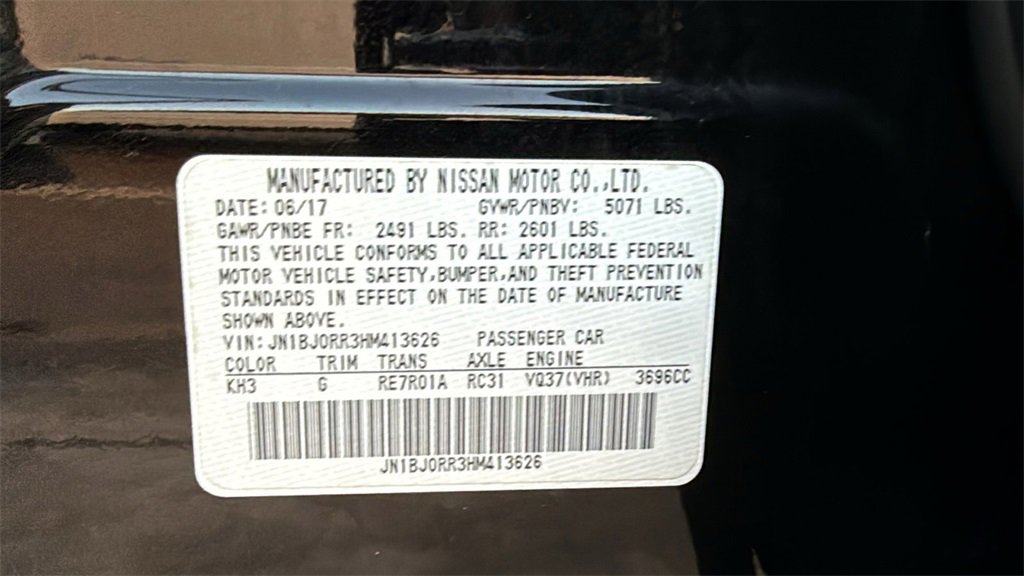 MANUFACTURED BY NISSAN MOTOR CO.,LTD.
DATE: 06/17 GVWR/PNBV: 5071 LBS.
GAWR/PNBE FR: 2491 LBS. RR: 2601 LBS.
THIS VEHICLE CONFORMS TO ALL APPLICABLE FEDERAL
MOTOR VEHICLE SAFETY,BUMPER,AND THEFT PREVENTION
STANDARDS IN EFFECT ON THE DATE OF MANUFACTURE
SHOWN ABOVE.
VIN: JN1BJ0RR3HM413626 PASSENGER CAR
COLOR TRIM TRANS AXLE ENGINE
KH3 G RE7R01A RC31 VQ37(VHR) 3696CC
JN1BJ0RR3HM413626